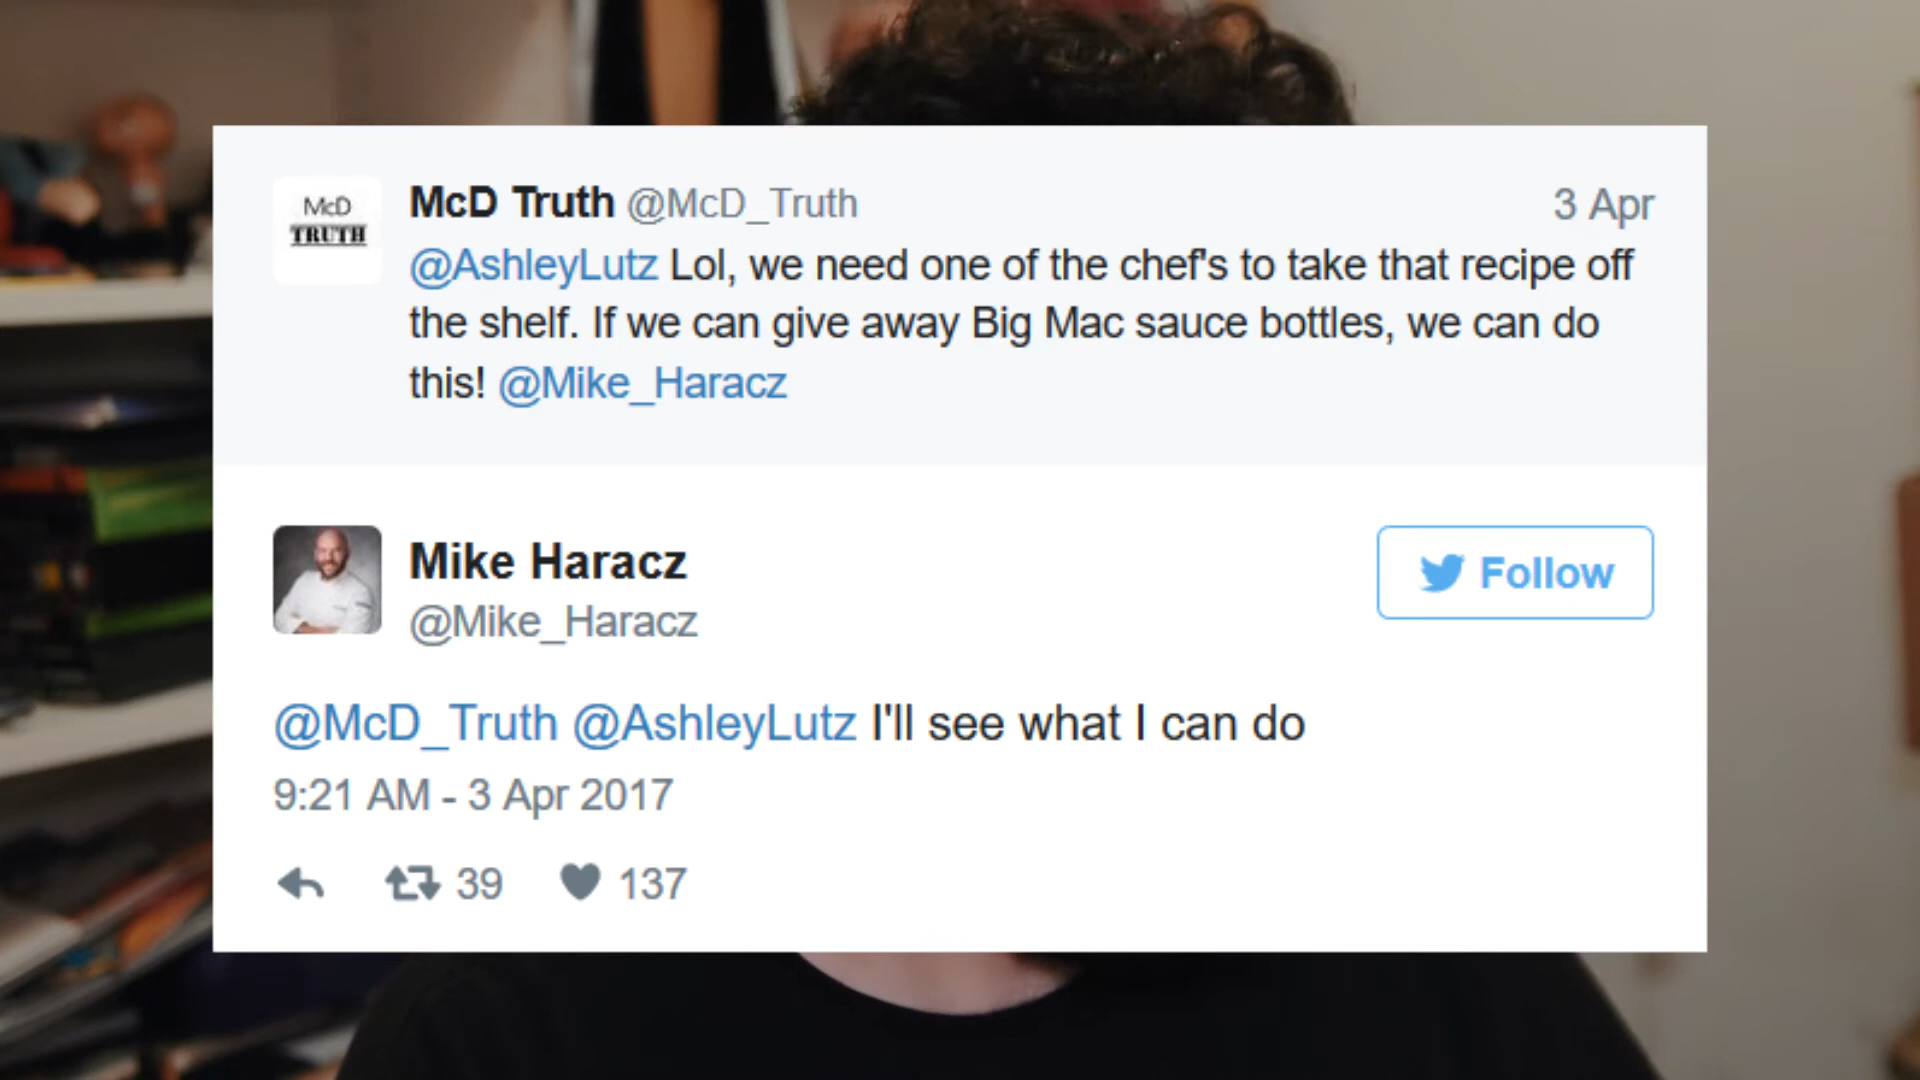 McD
TRUTH
McD Truth @McD_Truth
3 Apr
@AshleyLutz Lol, we need one of the chef's to take that recipe off
the shelf. If we can give away Big Mac sauce bottles, we can do
this! @Mike_Haracz
Mike Haracz
@Mike_Haracz
Follow
@McD_Truth @AshleyLutz I'll see what I can do
9:21 AM - 3 Apr 2017
39
137